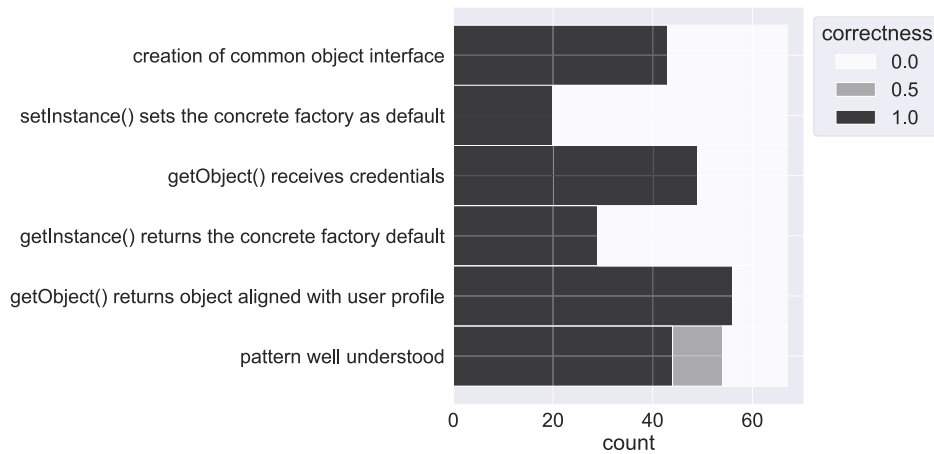 creation of common object interface
setInstance() sets the concrete factory as default
getObject() receives credentials
getInstance() returns the concrete factory default
getObject() returns object aligned with user profile
pattern well understood
0 20 40 60
count
correctness
0.0
0.5
1.0